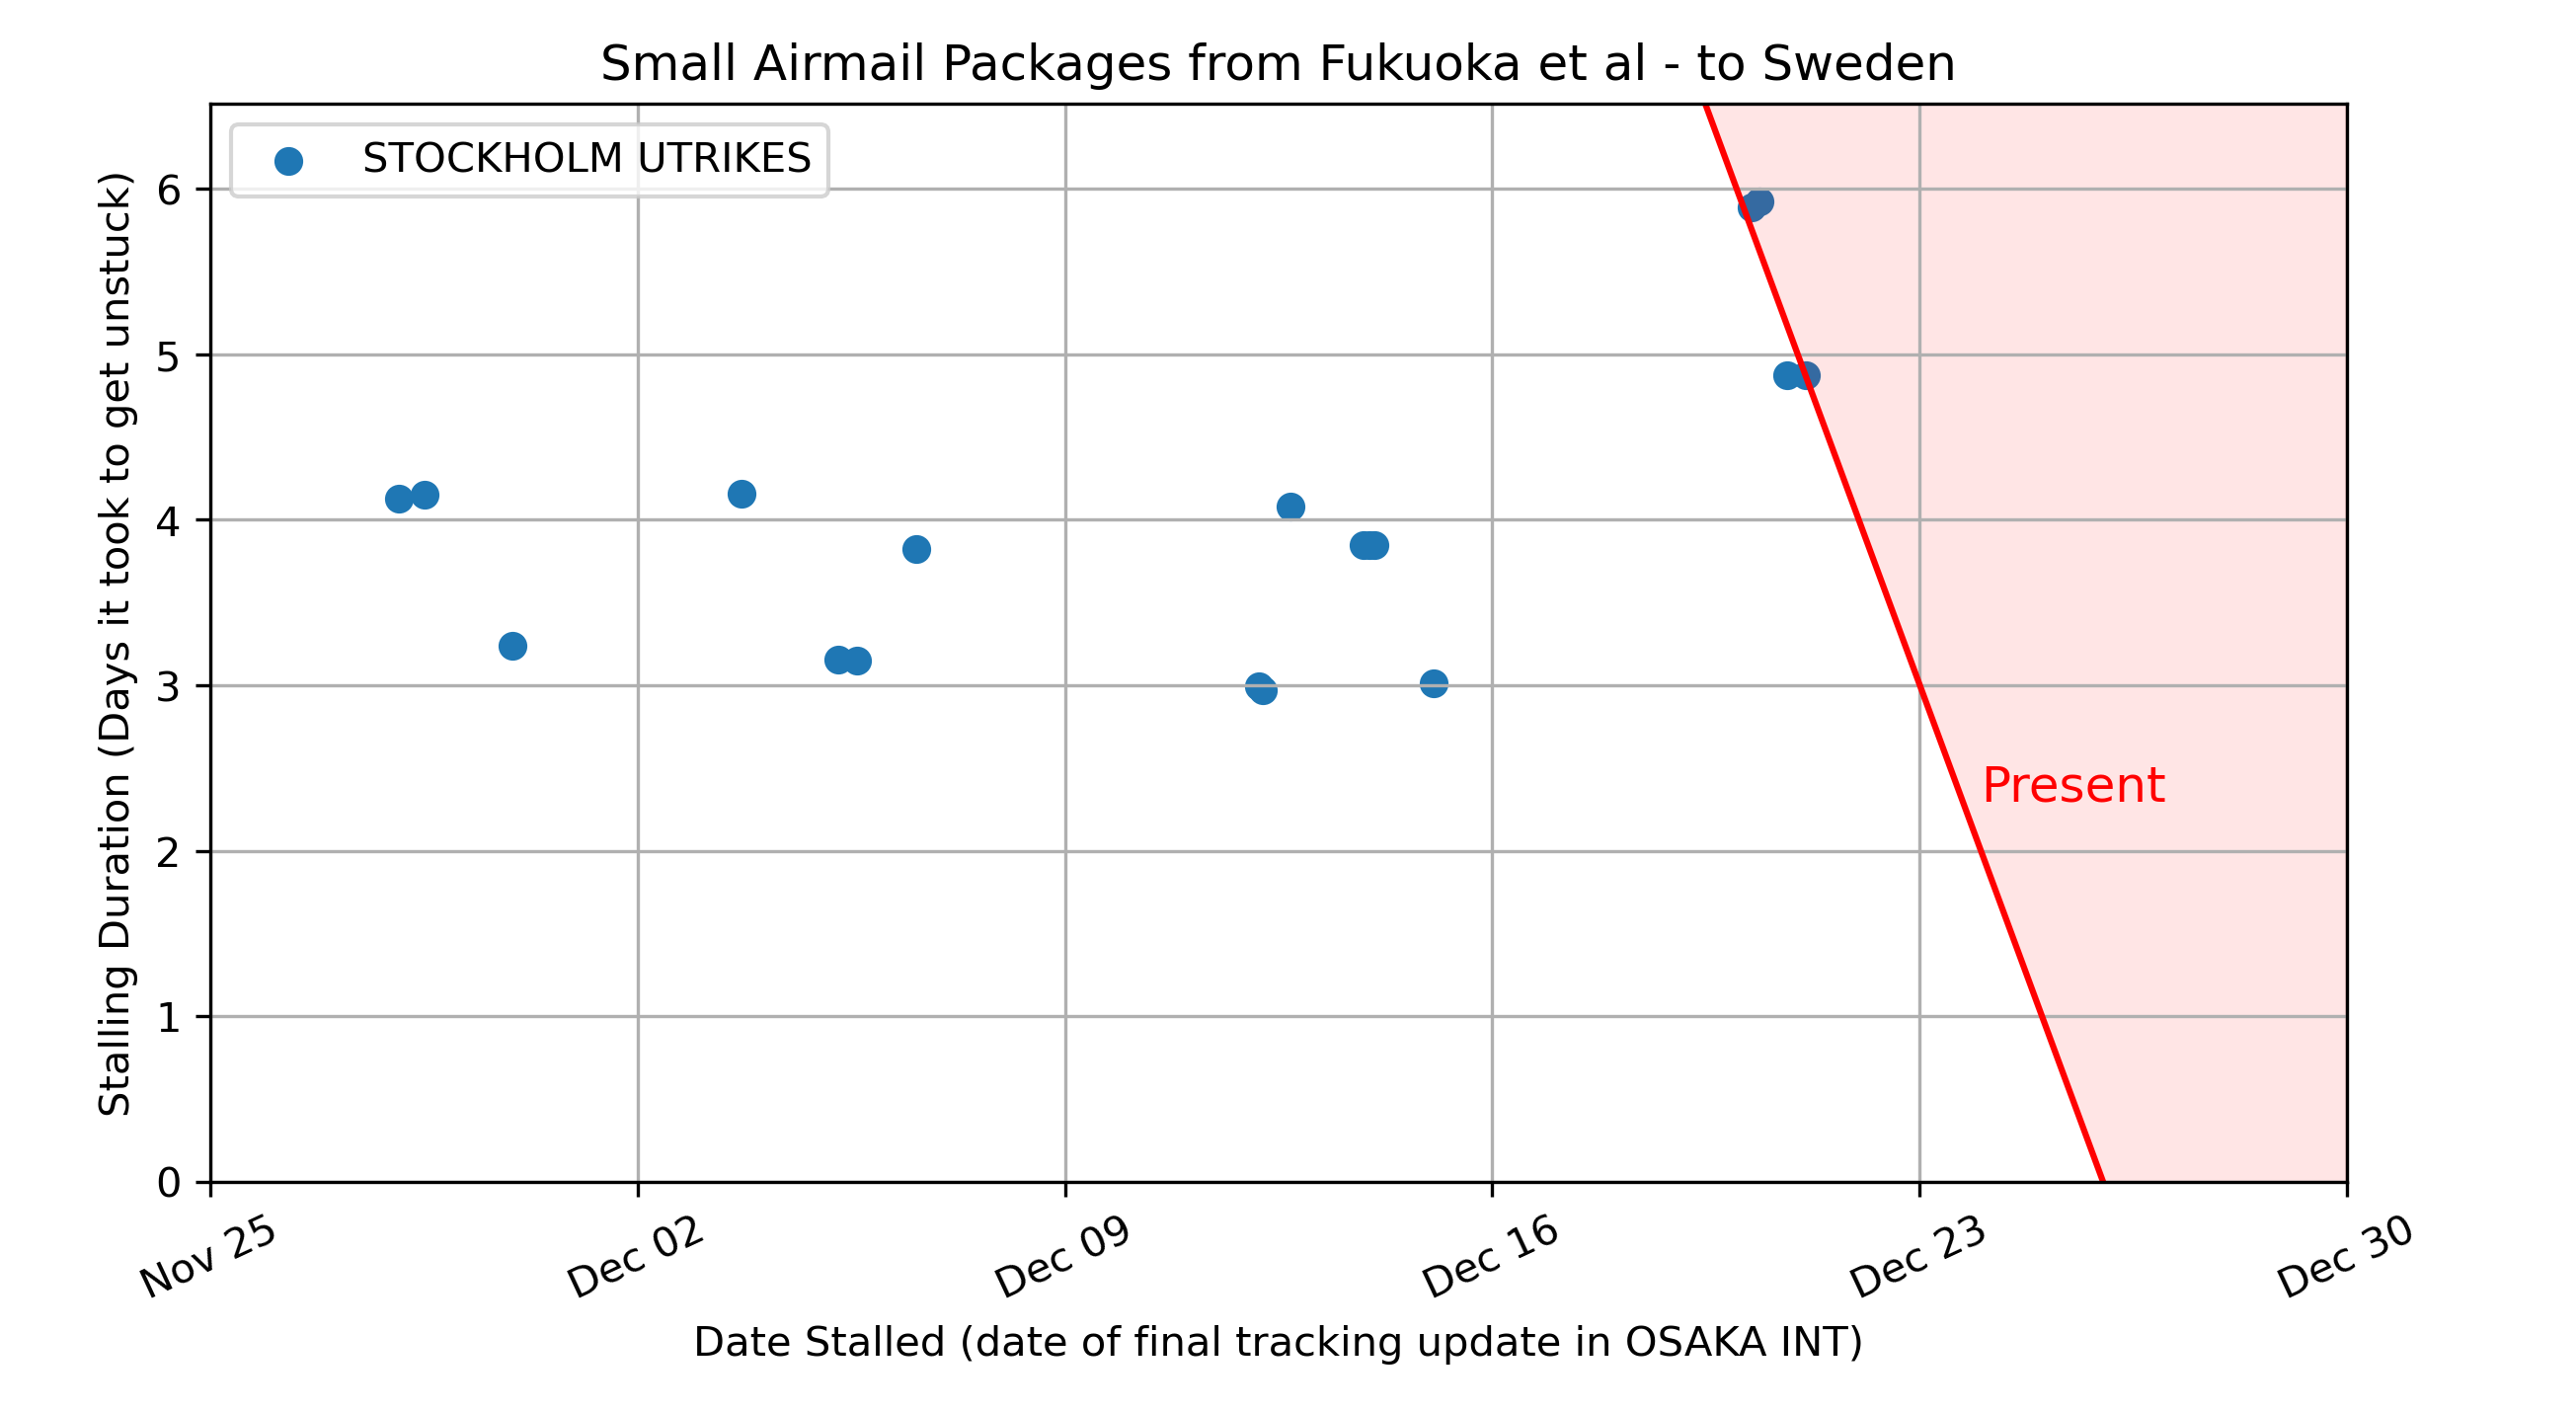 Small Airmail Packages from Fukuoka et al - to Sweden
STOCKHOLM UTRIKES
Stalling Duration (Days it took to get unstuck)
6
5
4
3
2
1
0
Present
Nov 25
Dec 02
Dec 09
Dec 16
Dec 23
Dec 30
Date Stalled (date of final tracking update in OSAKA INT)